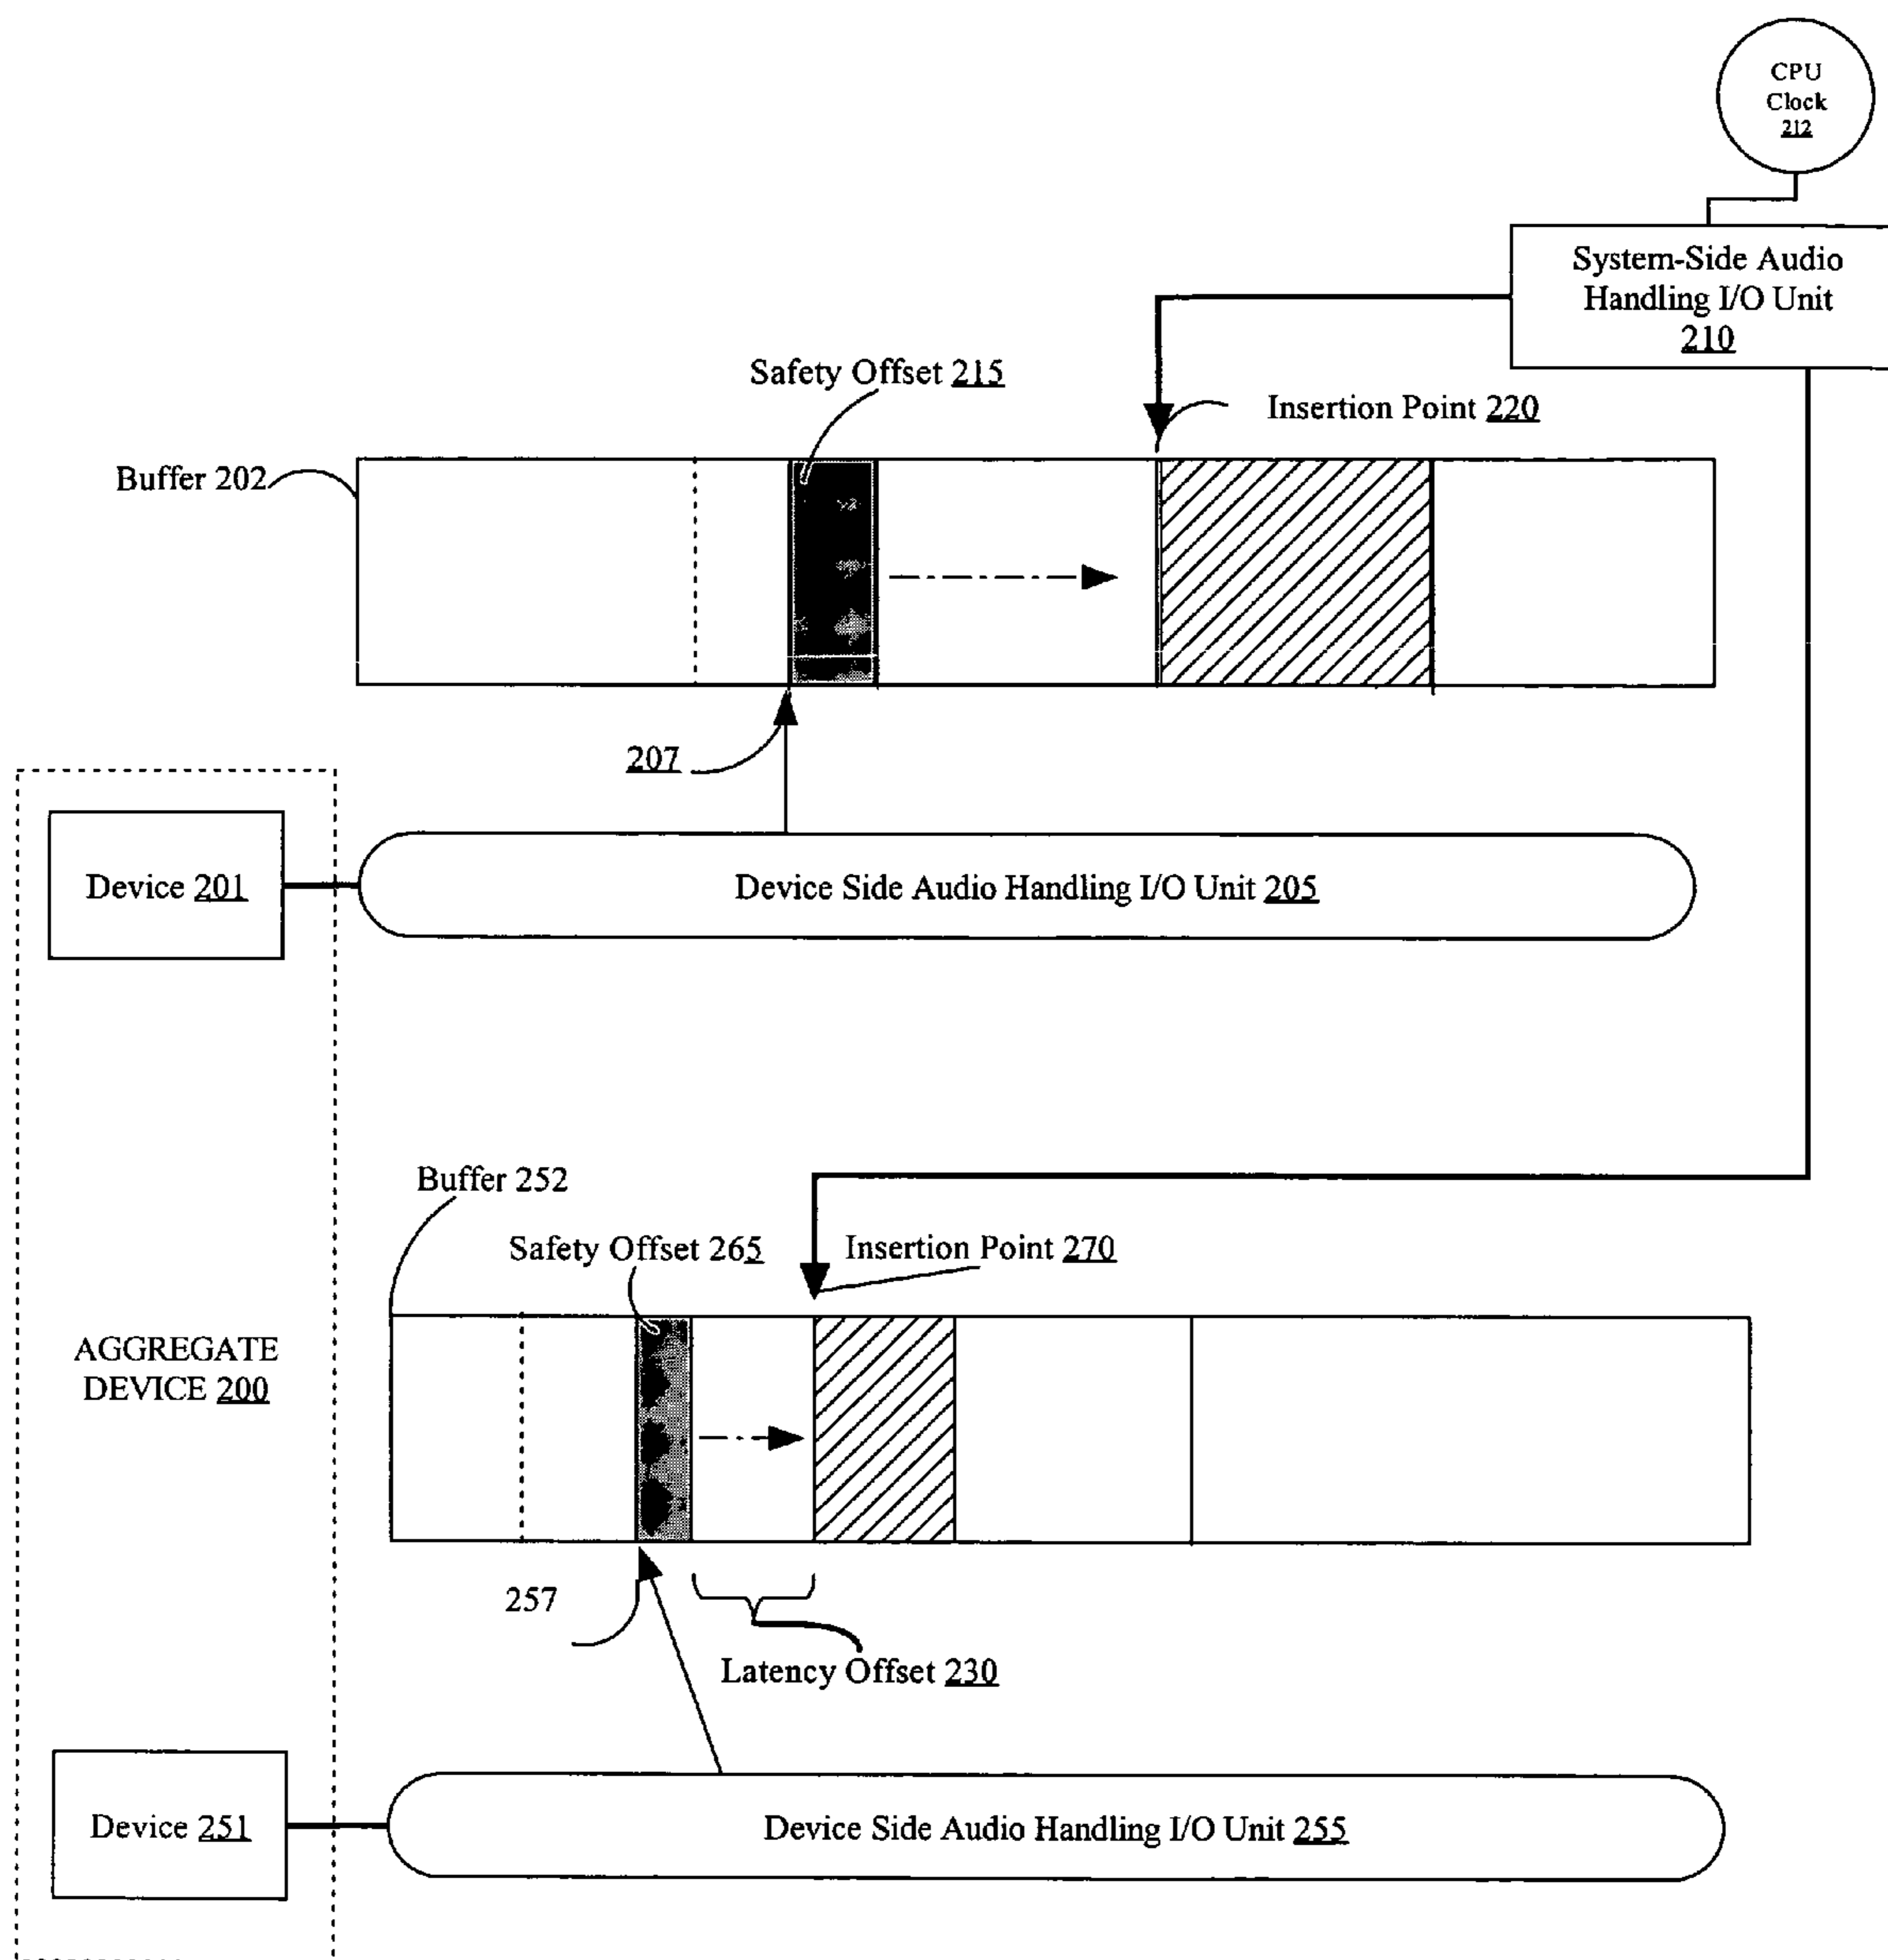 CPU
Clock
212
System-Side Audio
Handling I/O Unit
210
Safety Offset 215
Insertion Point 220
Buffer 202
207
Device 201
Device Side Audio Handling I/O Unit 205
Buffer 252
Safety Offset 265
Insertion Point 270
AGGREGATE
DEVICE 200
257
Latency Offset 230
Device 251
Device Side Audio Handling I/O Unit 255